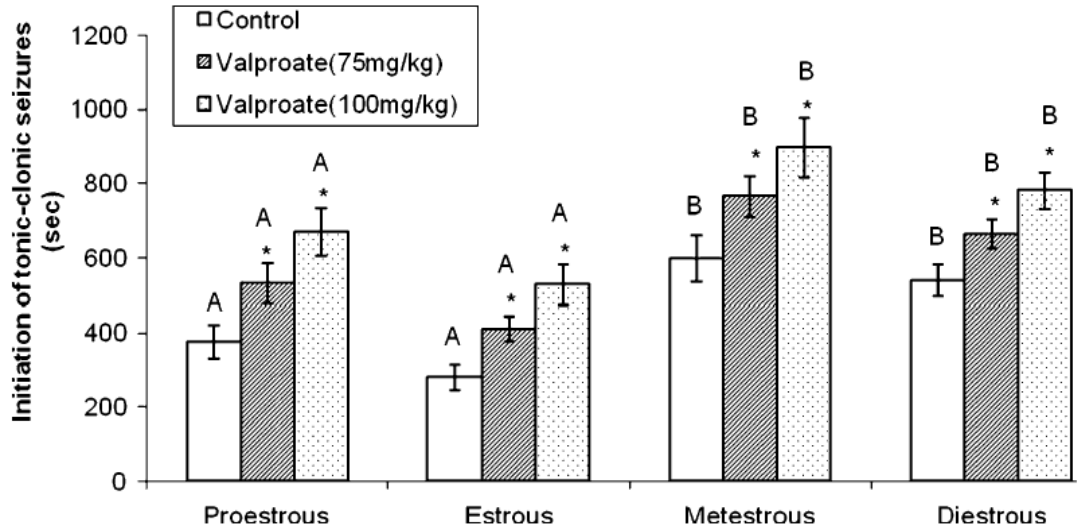 Control
Valproate(75mg/kg)
Valproate(100mg/kg)
Initiation of tonic-clonic seizures
(sec)
1200
1000
800
600
400
200
0
A
A
*
A
*
A
A
*
A
*
B
B
*
B
*
B
B
*
B
*
Proestrous
Estrous
Metestrous
Diestrous